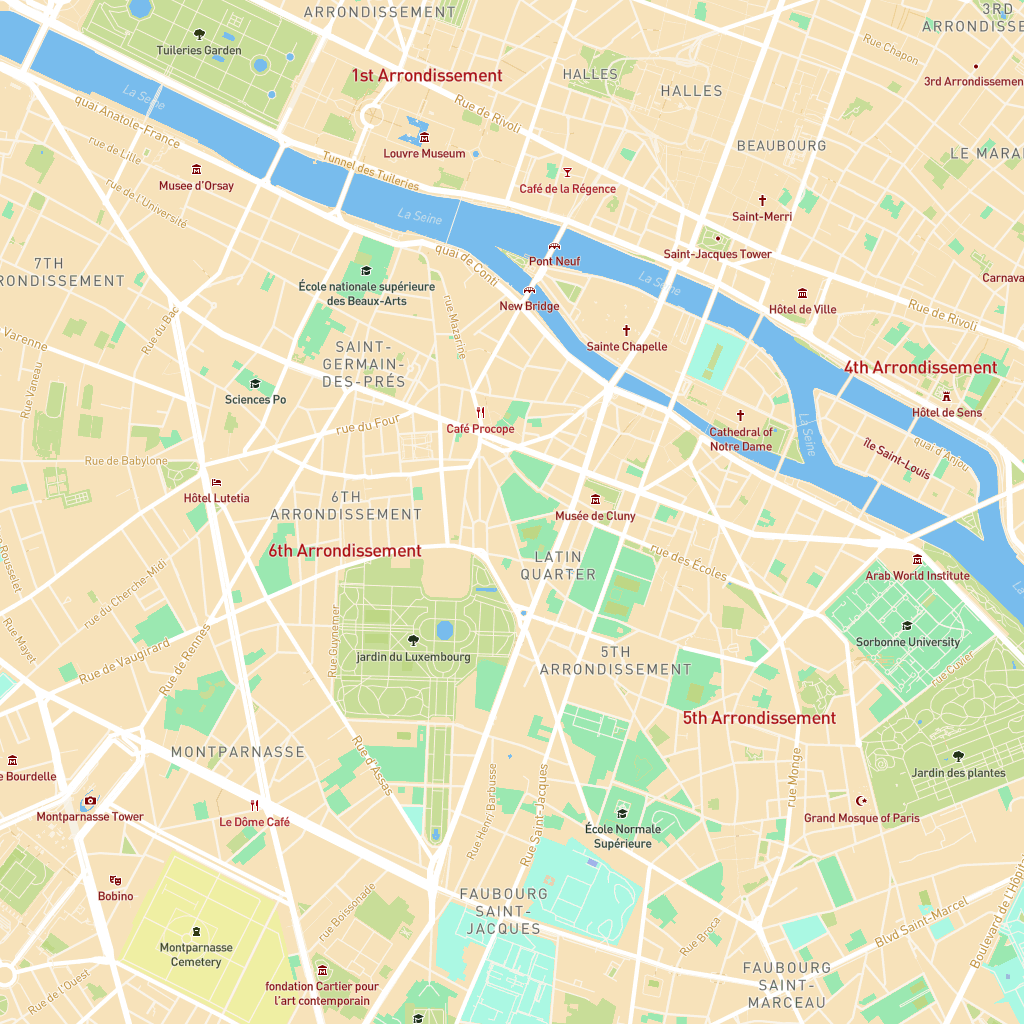 ARRONDISSEMENT
3RD
ARRONDISSE
Tuileries Garden
Rue Chapon
1st Arrondissement
HALLES
3rd Arrondissement
La Seine
HALLES
quai Anatole-France
Rue de Rivoli
rue de Lille
Louvre Museum
BEAUBOURG
LE MARAI
Tunnel des Tuileries
Musee d'Orsay
Café de la Régence
rue de l'Université
La Seine
Saint-Merri
quai de Conti
Pont Neuf
Saint-Jacques Tower
7TH
RRONDISSEMENT
École nationale supérieure
des Beaux-Arts
La Seine
Carnava
New Bridge
Hôtel de Ville
Rue de Rivoli
Rue du Bac
rue Mazarine
Varenne
Sainte Chapelle
SAINT-
GERMAIN-
DES-PRÉS
4th Arrondissement
Rue Vaneau
Sciences Po
Hôtel de Sens
rue du Four
Café Procope
Cathedral of
Notre Dame
La Seine
quai d'Anjou
île Saint-Louis
Rue de Babylone
Hôtel Lutetia
6TH
ARRONDISSEMENT
Musée de Cluny
6th Arrondissement
LATIN
QUARTER
rue des Écoles
Rousselet
rue du Cherche-Midi
Arab World Institute
La
Rue Mayet
Rue Guynemer
Sorbonne University
Rue de Vaugirard
Rue de Rennes
jardin du Luxembourg
5TH
ARRONDISSEMENT
rue Cuvier
5th Arrondissement
MONTPARNASSE
Rue d'Assas
e Bourdelle
rue Monge
Jardin des plantes
Montparnasse Tower
Le Dôme Café
Rue Henri Barbusse
Rue Saint-Jacques
Grand Mosque of Paris
École Normale
Supérieure
Bobino
rue Boissonade
FAUBOURG
SAINT-
JACQUES
Rue Broca
Blvd Saint-Marcel
Boulevard de l'Hôpita
Montparnasse
Cemetery
Rue de l'Ouest
fondation Cartier pour
l'art contemporain
FAUBOURG
SAINT-
MARCEAU